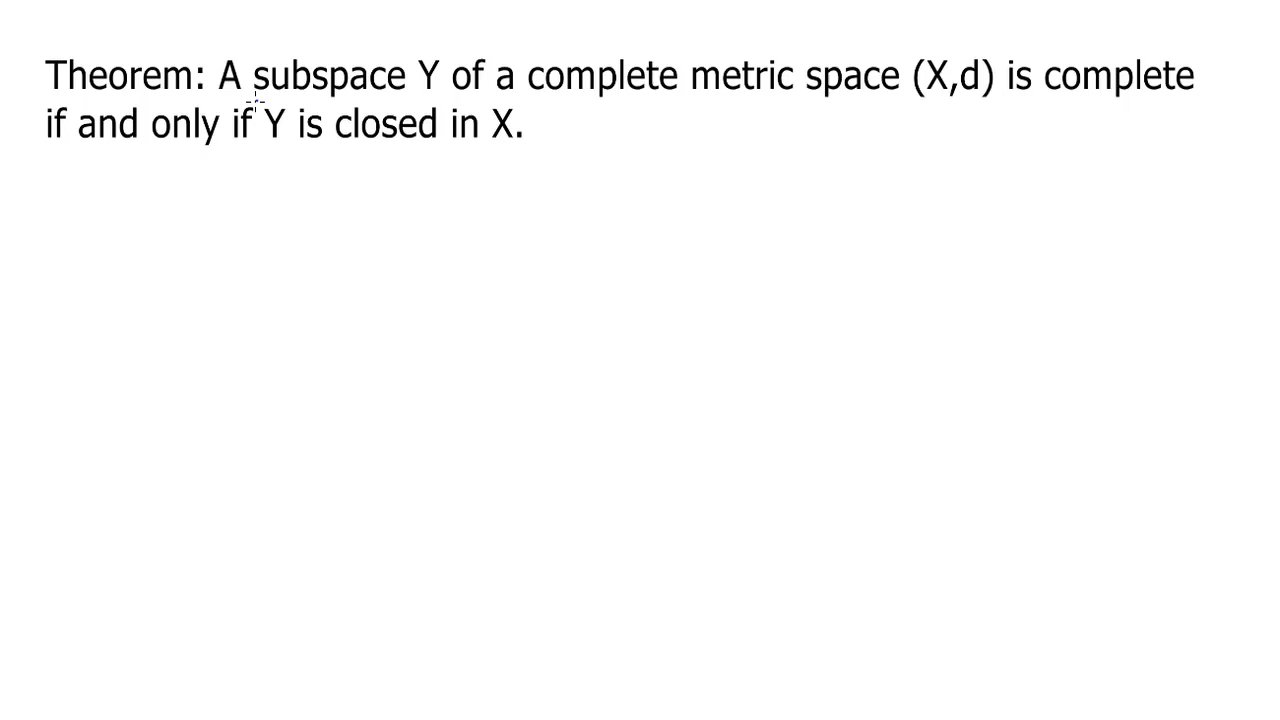 Theorem: A subspace Y of a complete metric space (X,d) is complete
if and only if Y is closed in X.